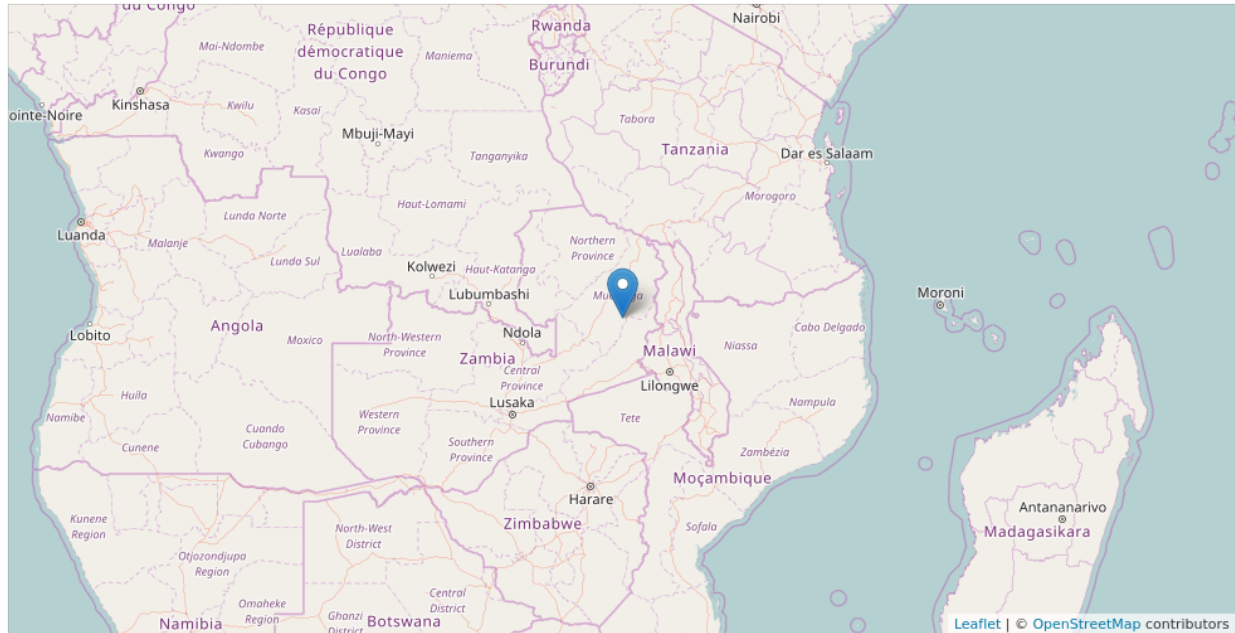 du Congo
Nairobi
Rwanda
République
démocratique
du Congo
Mai-Ndombe
Maniema
Burundi
Kinshasa
Kwilu
Kasaï
ointe-Noire
Mbuji-Mayi
Tabora
Tanzania
Dar es Salaam
Kwango
Tanganyika
Morogoro
Haut-Lomami
Lunda Norte
Luanda
Malanje
Lualaba
Northern
Province
Lunda Sul
Kolwezi
Haut-Katanga
Lubumbashi
Moroni
Angola
Lobito
Moxico
North-Western
Province
Ndola
Zambia
Malawi
Niassa
Cabo Delgado
Central
Province
Lilongwe
Huíla
Lusaka
Western
Province
Tete
Nampula
Namibe
Cunene
Cuando
Cubango
Southern
Province
Zambézia
Moçambique
Harare
Zimbabwe
Sofala
Antananarivo
Madagasikara
Kunene
Region
North-West
District
Otjozondjupa
Region
Omaheke
Region
Ghanzi
District
Central
District
Namibia
Botswana
Leaflet | © OpenStreetMap contributors